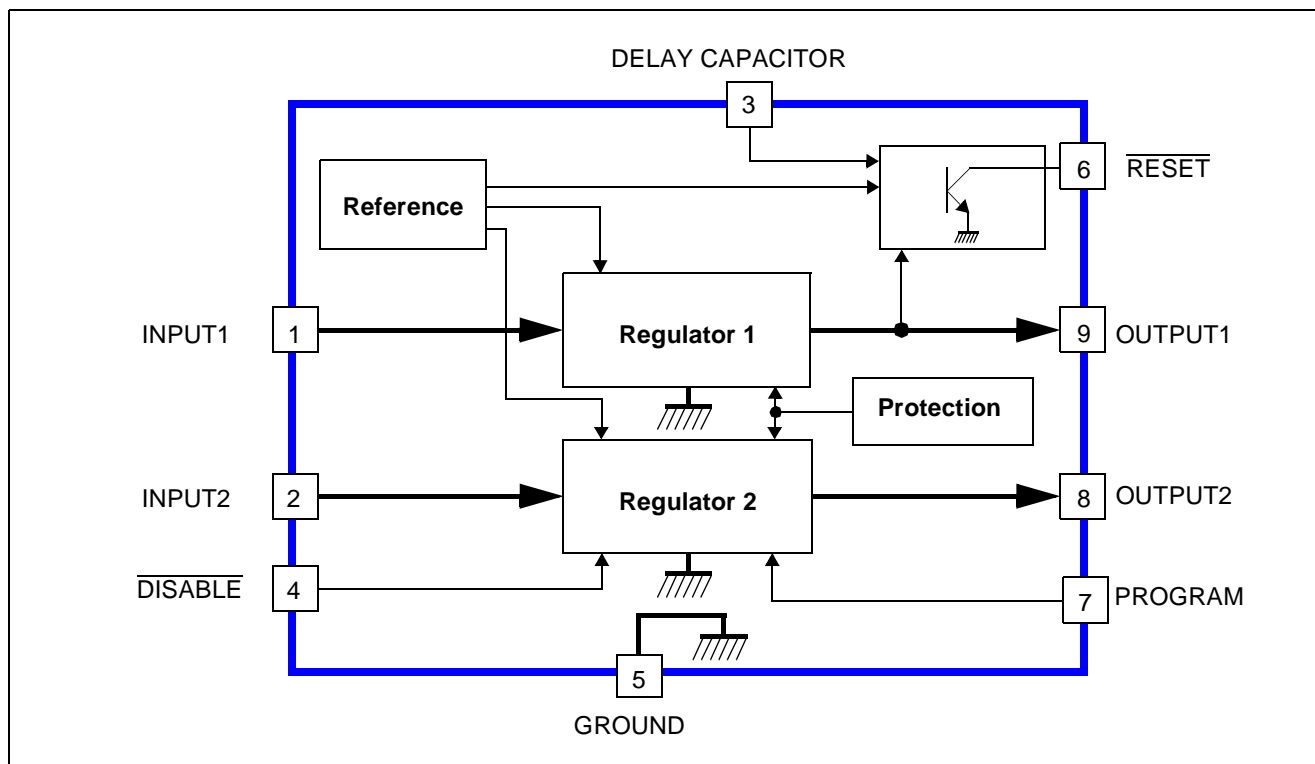 DELAY CAPACITOR
3
6
RESET
Reference
INPUT1
1
Regulator 1
9
OUTPUT1
Protection
INPUT2
2
Regulator 2
8
OUTPUT2
DISABLE
4
7
PROGRAM
5
GROUND